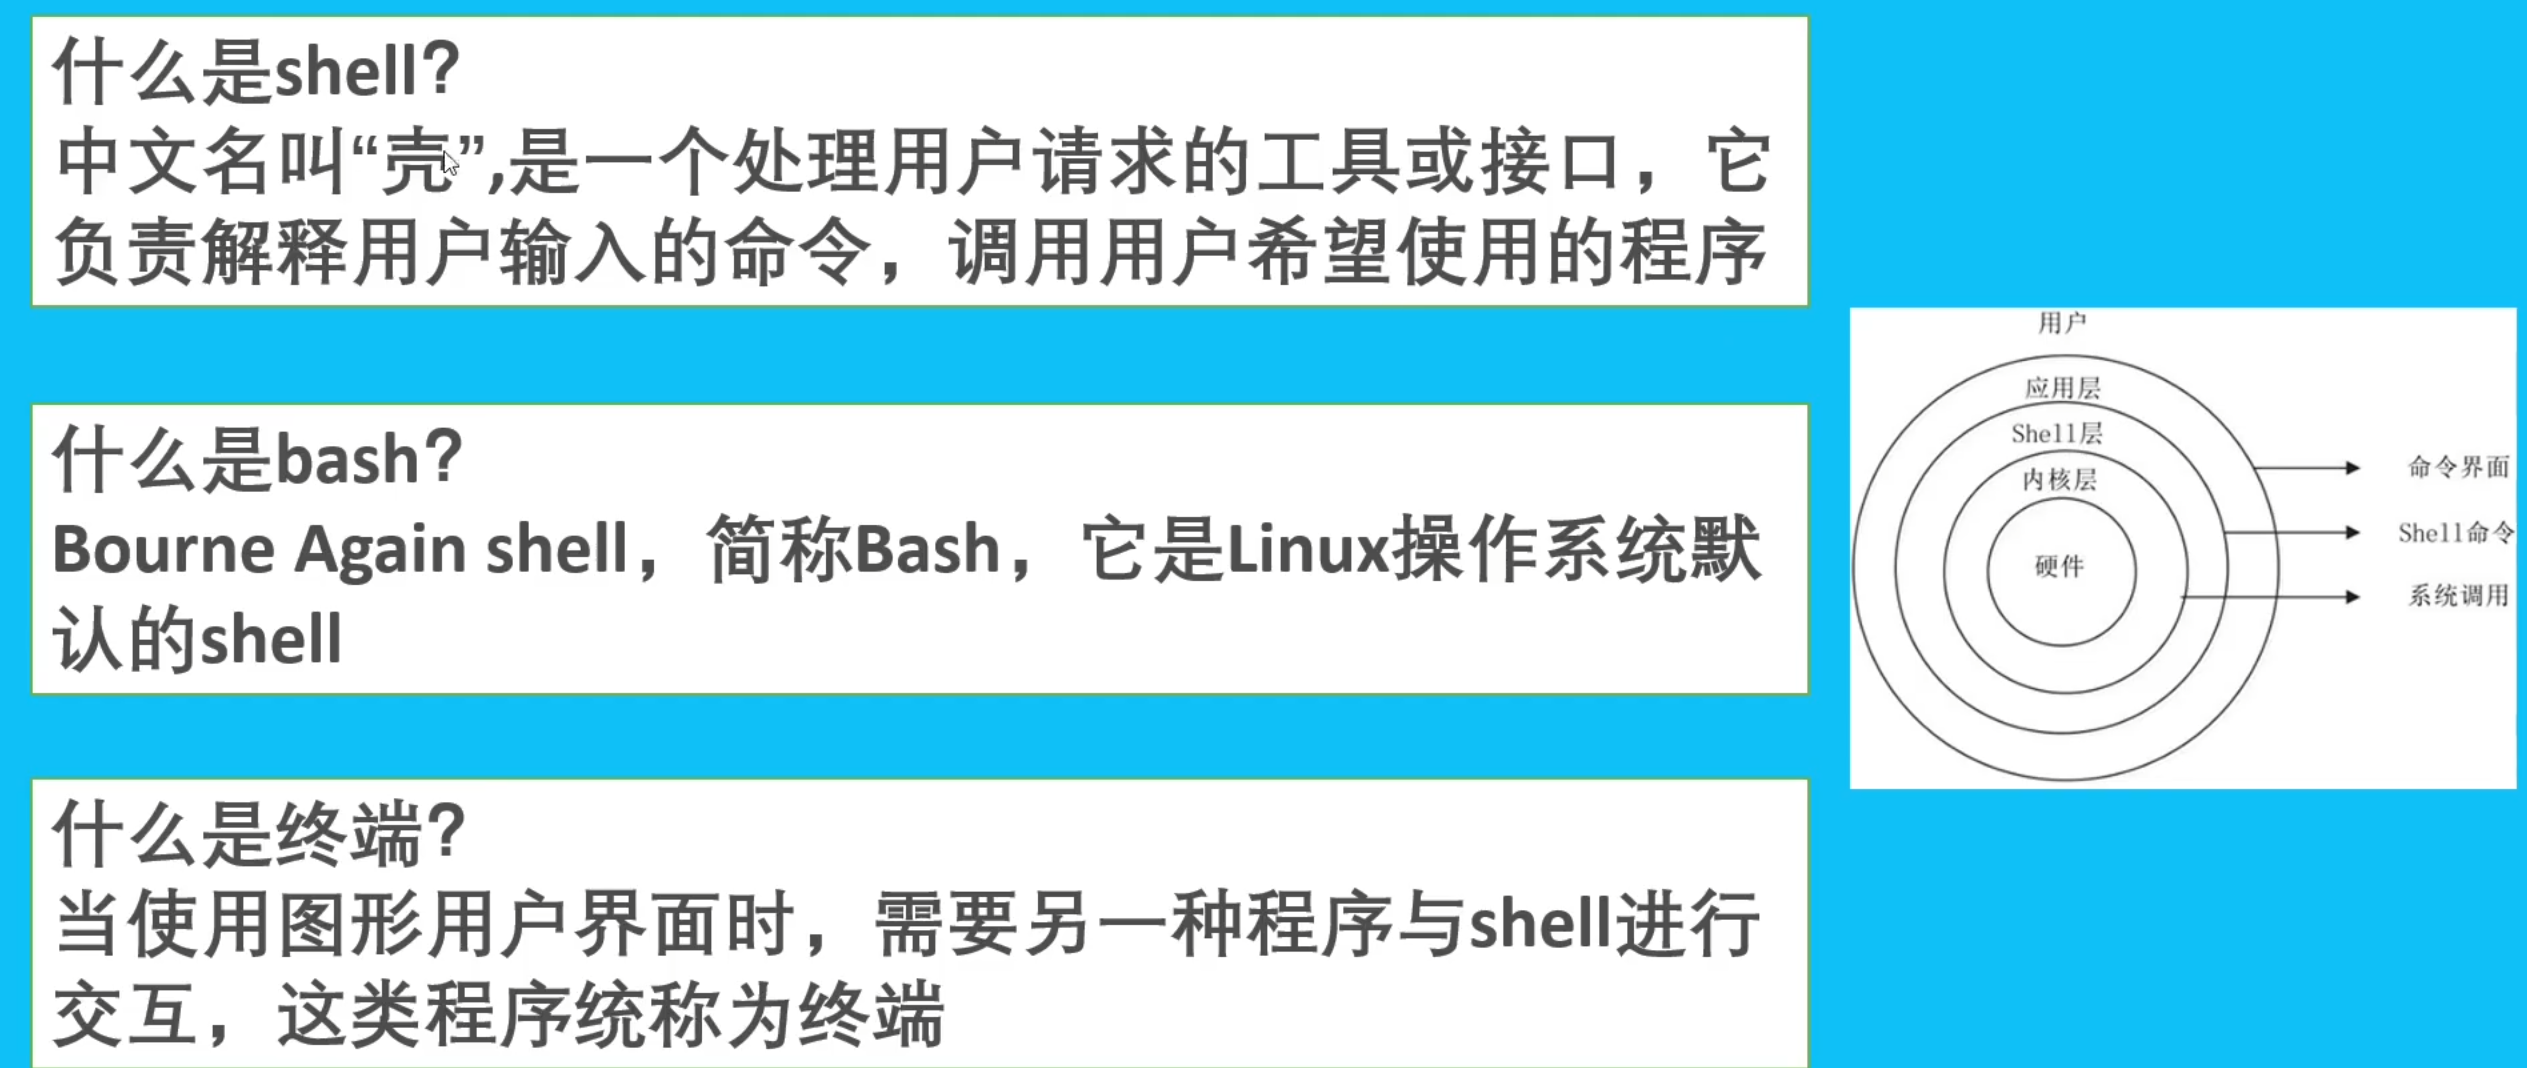 什么是shell？
中文名叫“壳”,是一个处理用户请求的工具或接口，它
负责解释用户输入的命令，调用用户希望使用的程序
什么是bash？
Bourne Again shell，简称Bash，它是Linux操作系统默
认的shell
什么是终端？
当使用图形用户界面时，需要另一种程序与shell进行
交互，这类程序统称为终端
用户
应用层
Shell层
内核层
硬件
命令界面
Shell命令
系统调用